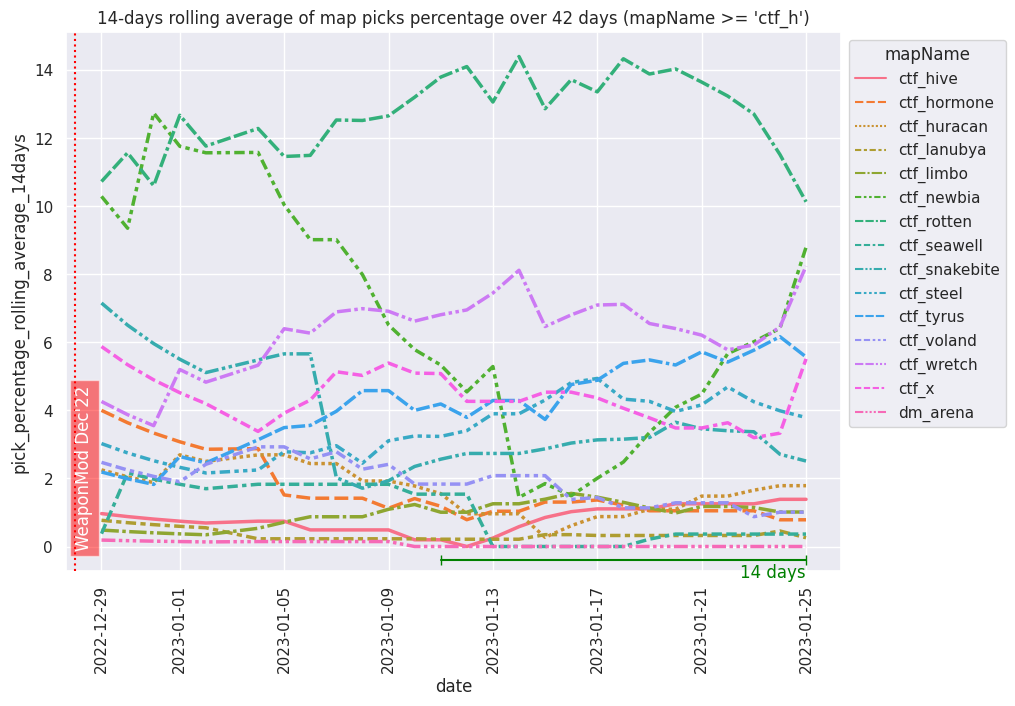 14-days rolling average of map picks percentage over 42 days (mapName >= 'ctf_h')
pick_percentage_rolling_average_14days
14
12
10
8
6
4
2
0
WeaponMod Dec'22
14 days
2022-12-29
2023-01-01
2023-01-05
2023-01-09
2023-01-13
2023-01-17
2023-01-21
2023-01-25
date
mapName
ctf_hive
ctf_hormone
ctf_huracan
ctf_lanubya
ctf_limbo
ctf_newbia
ctf_rotten
ctf_seawell
ctf_snakebite
ctf_steel
ctf_tyrus
ctf_voland
ctf_wretch
ctf_x
dm_arena